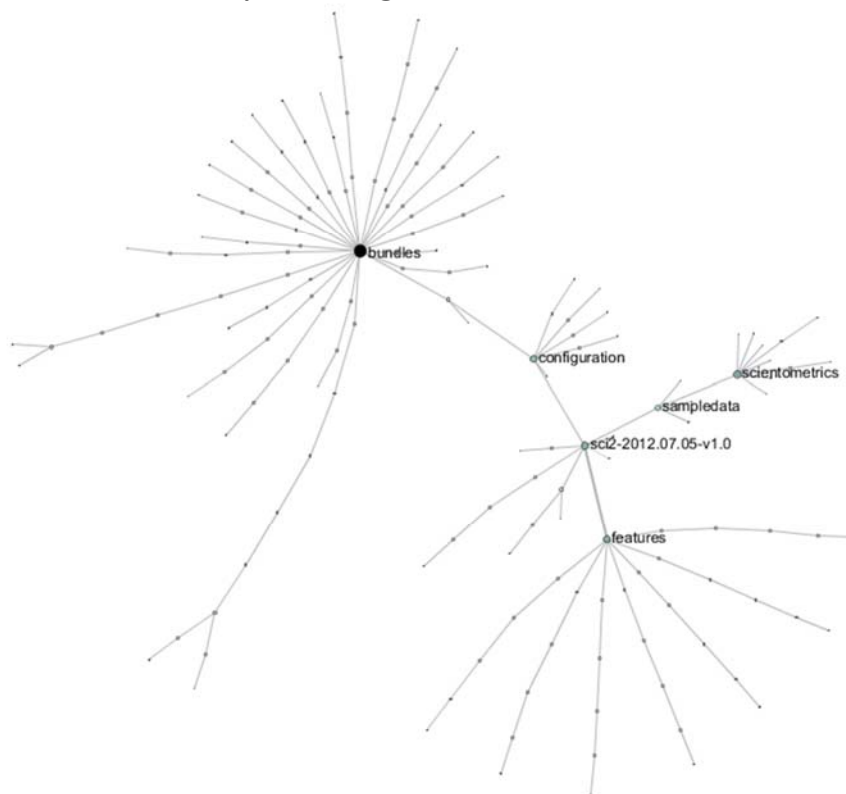 bundles
configuration
scientometrics
sampledata
sci2-2012.07.05-v1.0
features